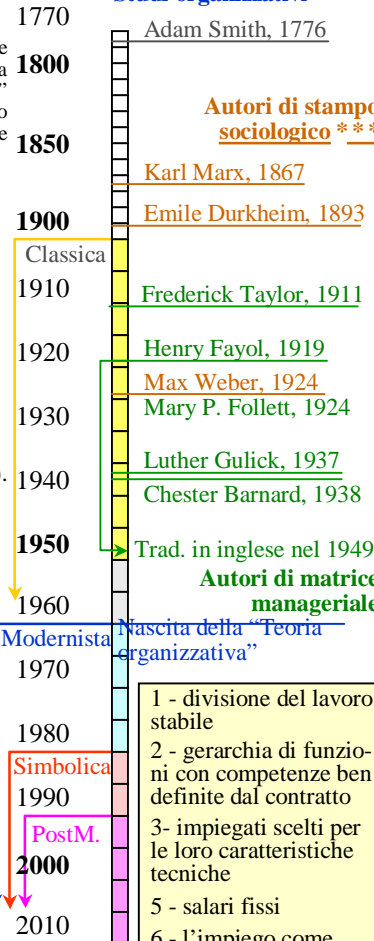 1770
Adam Smith, 1776
e
a
1800
”
o
Autori di stampo
e
sociologico ***
1850
Karl Marx, 1867
Emile Durkheim, 1893
1900
Classica
1910
Frederick Taylor, 1911
Henry Fayol, 1919
1920
Max Weber, 1924
Mary P. Follett, 1924
1930
Luther Gulick, 1937
.
1940
Chester Barnard, 1938
1950
Trad. in inglese nel 1949
Autori di matrice
manageriale
1960
Modernista
Nascita della “Teoria
organizzativa”
1970
1980
Simbolica
1990
PostM.
2000
2010
1 - divisione del lavoro
stabile
2 - gerarchia di funzio-
ni con competenze ben
definite dal contratto
3- impiegati scelti per
le loro caratteristiche
tecniche
5 - salari fissi
6 - l’impiego come